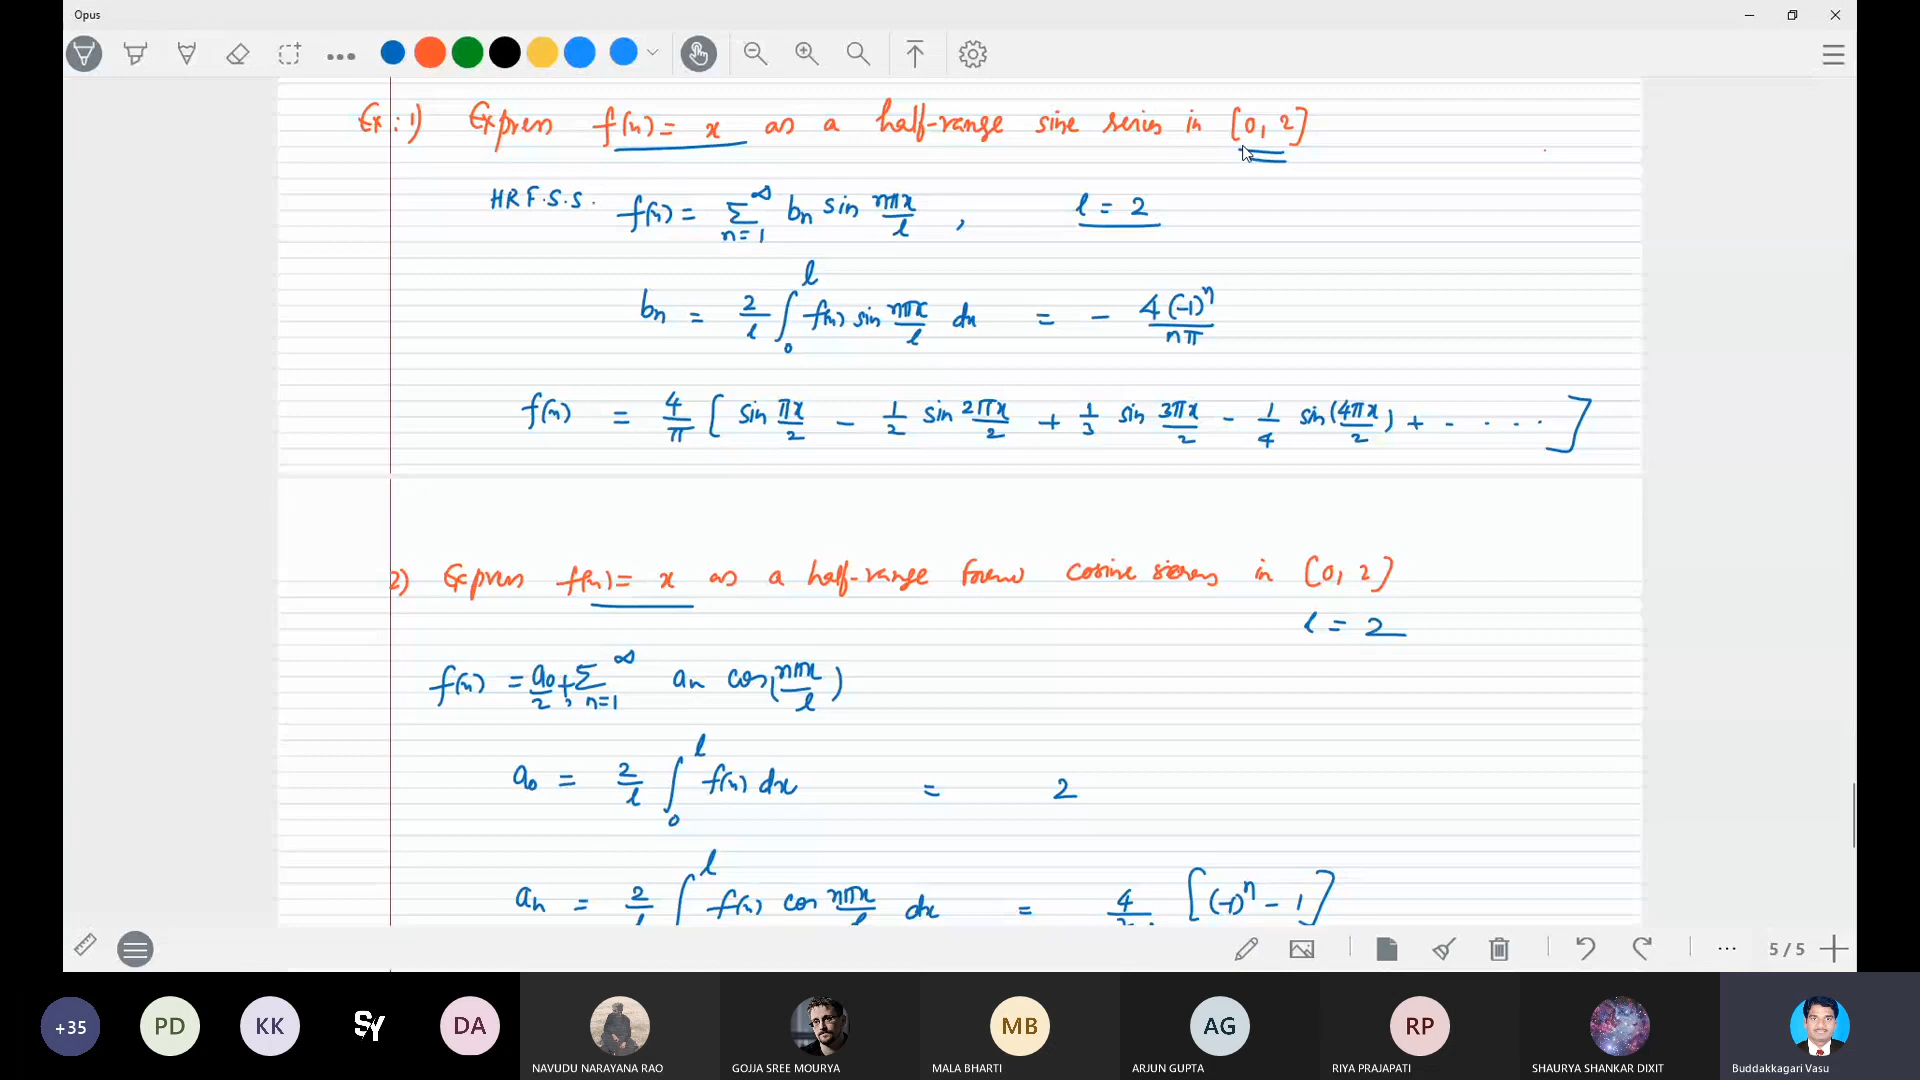 Opus
Ex: 1) Express f(x) = x as a half-range sine series in [0, 2]
H R F. S. S. f(x) = ∑_{n=1}^{∞} bn sin nπx/l , l = 2
bn = 2/l ∫_0^l f(x) sin nπx/l dx = - 4(-1)^n/nπ
f(x) = 4/π [ sin πx/2 - 1/2 sin 2πx/2 + 1/3 sin 3πx/2 - 1/4 sin(4πx/2) + . . . . ]
2) Express f(x) = x as a half-range cosine series in [0, 2]
l = 2
f(x) = a0/2 + ∑_{n=1}^{∞} an cos(nπx/l)
a0 = 2/l ∫_0^l f(x) dx = 2
an = 2/l ∫^l f(x) cos nπx/l dx = 4 [(-1)^n - 1]
5 / 5
+35
PD
KK
SY
DA
MB
AG
RP
NAVUDU NARAYANA RAO
GOJJA SREE MOURYA
MALA BHARTI
ARJUN GUPTA
RIYA PRAJAPATI
SHAURYA SHANKAR DIXIT
Buddakkagari Vasu